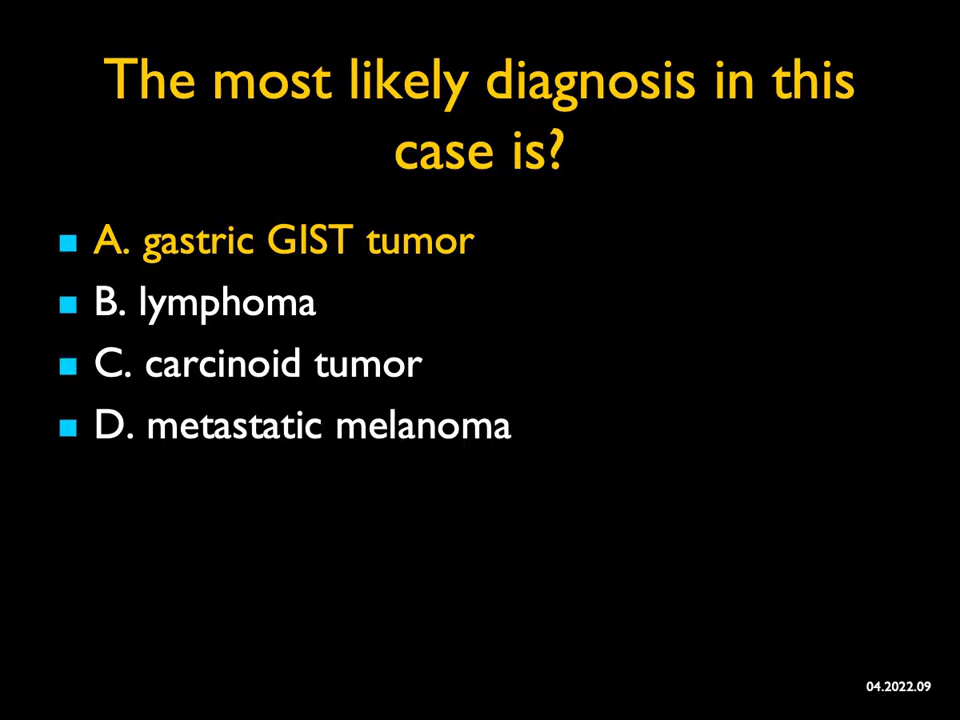 The most likely diagnosis in this
case is?
A. gastric GIST tumor
B. lymphoma
C. carcinoid tumor
D. metastatic melanoma
04.2022.09